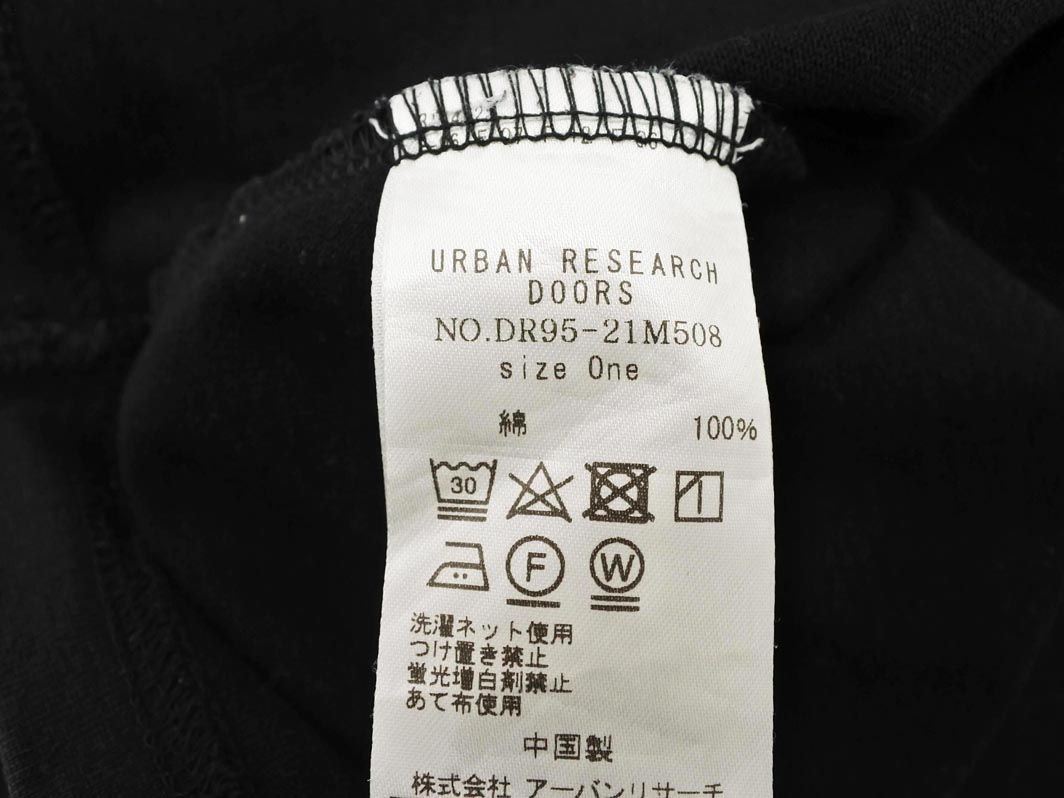 URBAN RESEARCH
DOORS
NO.DR95-21M508
size One
綿 100%
30
F W
洗濯ネット使用
つけ置き禁止
蛍光増白剤禁止
あて布使用
中国製
株式会社 アーバンリサーチ